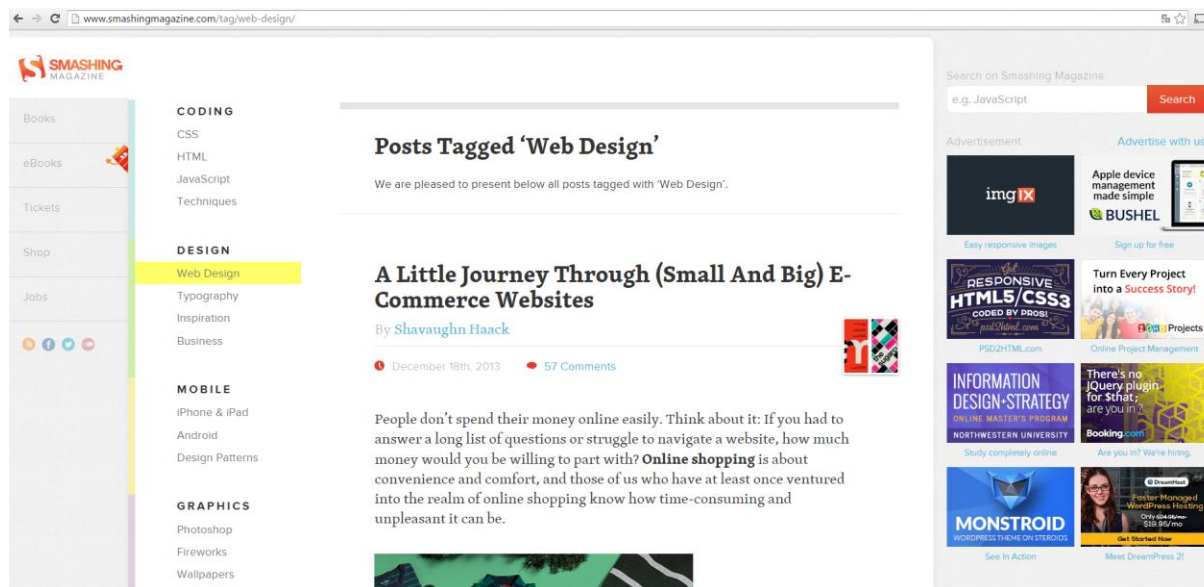 www.smashingmagazine.com/tag/web-design/
SMASHING
MAGAZINE
Books
eBooks
Tickets
Shop
Jobs
CODING
CSS
HTML
JavaScript
Techniques
DESIGN
Web Design
Typography
Inspiration
Business
MOBILE
iPhone & iPad
Android
Design Patterns
GRAPHICS
Photoshop
Fireworks
Wallpapers
Posts Tagged ‘Web Design’
We are pleased to present below all posts tagged with ‘Web Design’.
A Little Journey Through (Small And Big) E-
Commerce Websites
By Shavaughn Haack
December 18th, 2013
57 Comments
People don’t spend their money online easily. Think about it: If you had to
answer a long list of questions or struggle to navigate a website, how much
money would you be willing to part with? Online shopping is about
convenience and comfort, and those of us who have at least once ventured
into the realm of online shopping know how time-consuming and
unpleasant it can be.
Search on Smashing Magazine
e.g. JavaScript
Search
Advertisement
Advertise with us
imgix
Easy responsive images
Apple device
management
made simple
BUSHEL
Sign up for free
Get
RESPONSIVE
HTML5/CSS3
CODED BY PROS!
psd2html.com
PSD2HTML.com
Turn Every Project
into a Success Story!
Projects
Online Project Management
INFORMATION
DESIGN+STRATEGY
ONLINE MASTER'S PROGRAM
NORTHWESTERN UNIVERSITY
Study completely online
There's no
JQuery plugin
for $that;
are you in?
Booking.com
Are you in? We're hiring.
MONSTROID
WORDPRESS THEME ON STEROIDS
See In Action
DreamHost
Faster Managed
WordPress Hosting
Only $24.95/mo
$19.95/mo
Get Started Now
Meet DreamPress 2!